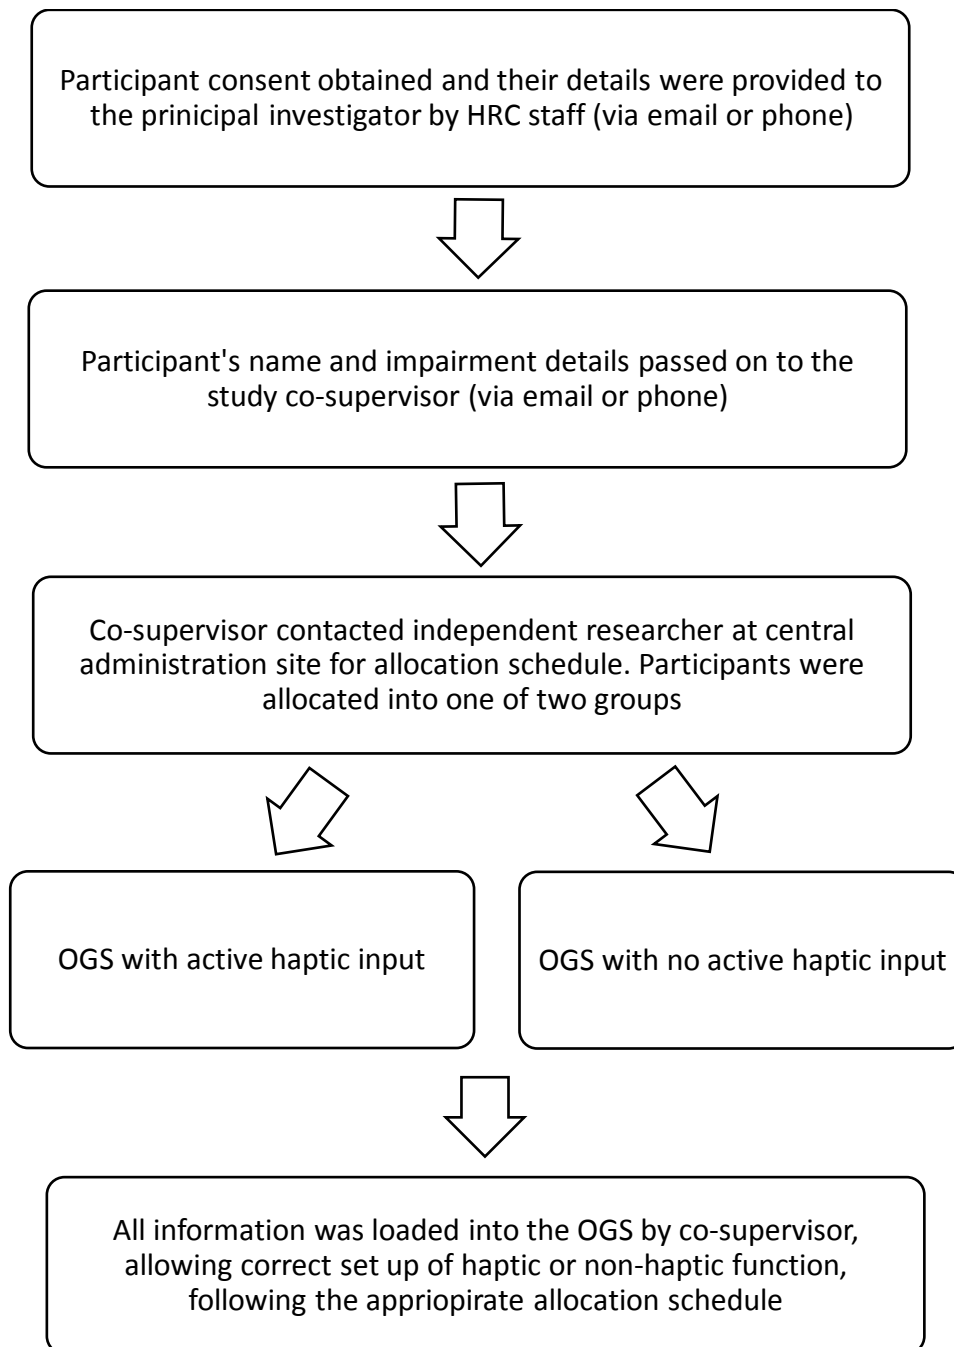 Participant consent obtained and their details were provided to
the prinicipal investigator by HRC staff (via email or phone)
Participant's name and impairment details passed on to the
study co-supervisor (via email or phone)
Co-supervisor contacted independent researcher at central
administration site for allocation schedule. Participants were
allocated into one of two groups
OGS with active haptic input
OGS with no active haptic input
All information was loaded into the OGS by co-supervisor,
allowing correct set up of haptic or non-haptic function,
following the appriopirate allocation schedule